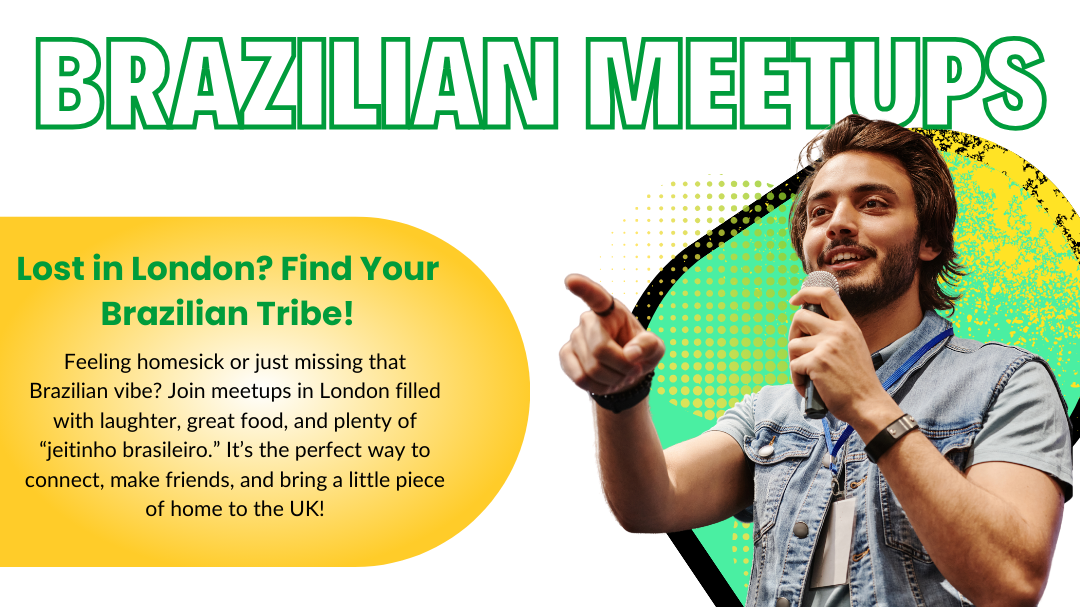 BRAZILIAN MEETUPS
Lost in London? Find Your
Brazilian Tribe!
Feeling homesick or just missing that
Brazilian vibe? Join meetups in London filled
with laughter, great food, and plenty of
“jeitinho brasileiro.” It’s the perfect way to
connect, make friends, and bring a little piece
of home to the UK!